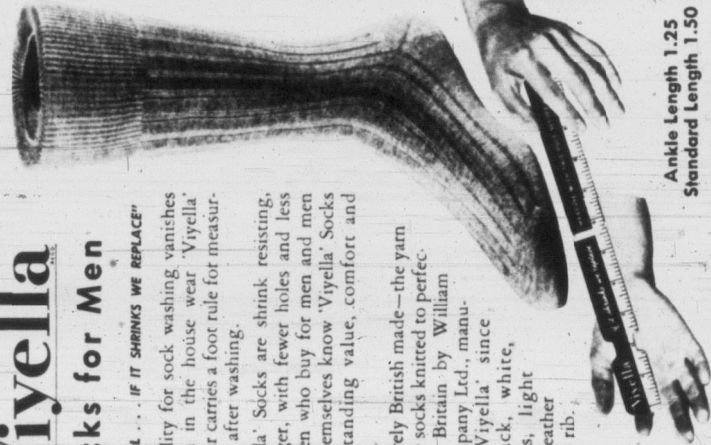 iyella
cks for Men
L . . . IF IT SHRINKS WE REPLACE"
lity for sock washing vanishes
in the house wear 'Viyella'
r carries a foot rule for measur-
after washing.
la' Socks are shrink resisting,
er, with fewer holes and less
en who buy for men and men
emselves know 'Viyella' Socks
tanding value, comfort and
ely British made—the yarn
socks knitted to perfec-
Britain by William
pany Ltd., manu-
iyella' since
ck, white,
s, light
eather
rib.
Viyella
Ankle Length 1.25
Standard Length 1.50